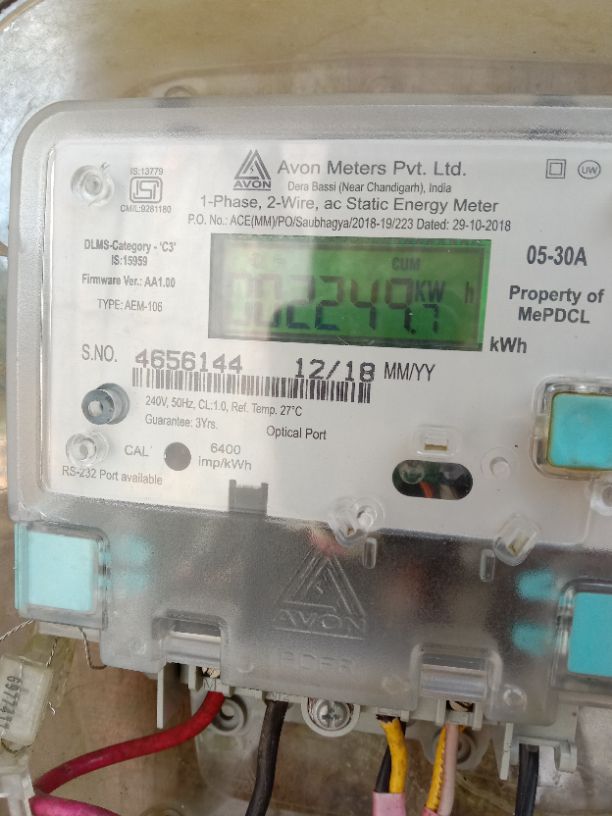 IS:13779
CM/L:9281180
AVON
Avon Meters Pvt. Ltd.
Dera Bassi (Near Chandigarh), India
UW
1-Phase, 2-Wire, ac Static Energy Meter
P.O. No.: ACE(MM)/PO/Saubhagya/2018-19/223 Dated: 29-10-2018
DLMS-Category - 'C3'
IS:15959
Firmware Ver.: AA1.00
TYPE: AEM-106
CUM
002249.7 KW h
kWh
05-30A
Property of
MePDCL
S.NO. 4656144 12/18 MM/YY
240V, 50Hz, CL:1.0, Ref. Temp. 27°C
Guarantee: 3Yrs.
Optical Port
CAL
6400
imp/kWh
RS-232 Port available
AVON